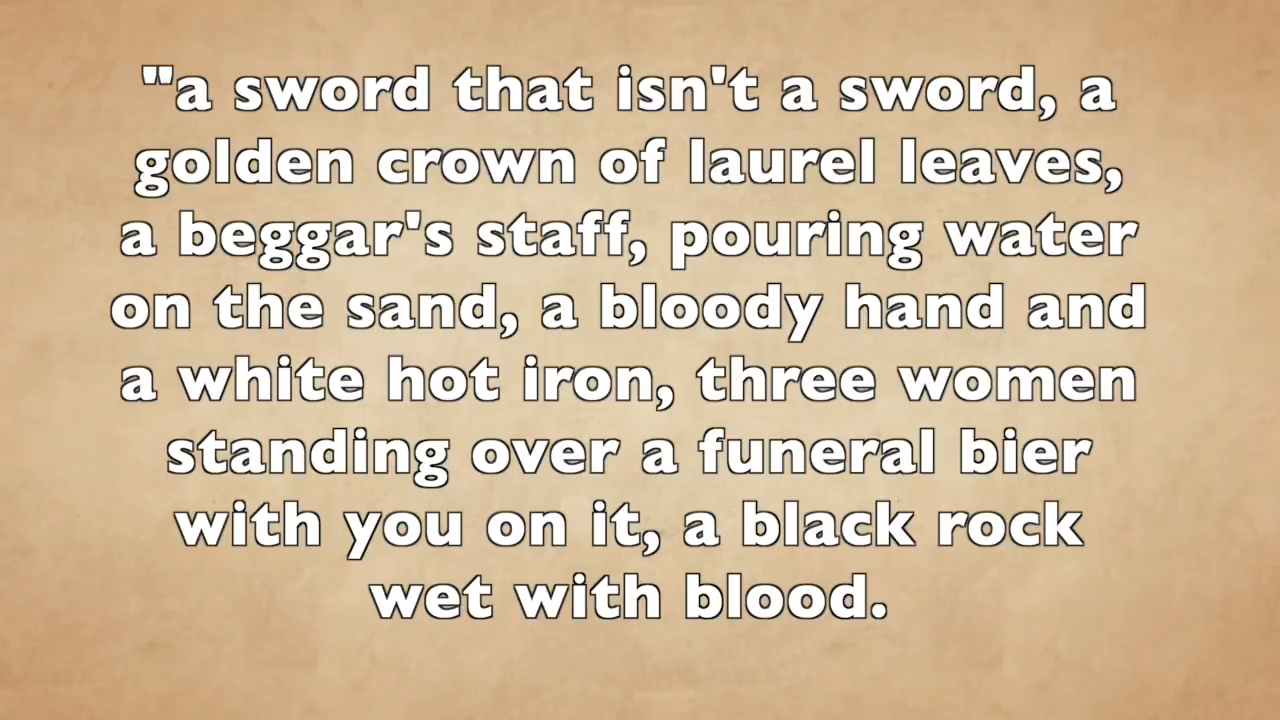 "a sword that isn't a sword, a
golden crown of laurel leaves,
a beggar's staff, pouring water
on the sand, a bloody hand and
a white hot iron, three women
standing over a funeral bier
with you on it, a black rock
wet with blood.